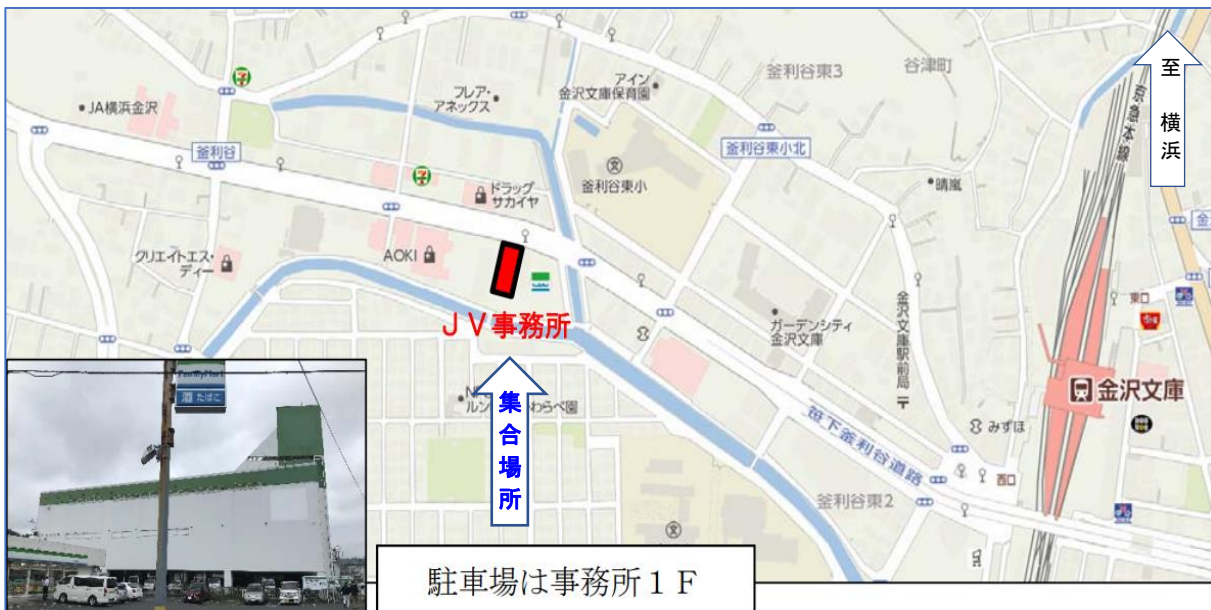 釜利谷東3
谷津町
至
横
浜
京急本線
アイン
金沢文庫保育園
フレア・
アネックス
JA横浜金沢
釜利谷
釜利谷東小北
文
釜利谷東小
晴嵐
ドラッグ
サカイヤ
AOKI
クリエイトエス・
ディー
JV事務所
ガーデンシティ
金沢文庫
金沢文庫駅前局
東口
金沢文庫
みずほ
西口
笹下釜利谷道路
釜利谷東2
わらべ園
文
集
合
場
所
FamilyMart
酒 たばこ
駐車場は事務所1F